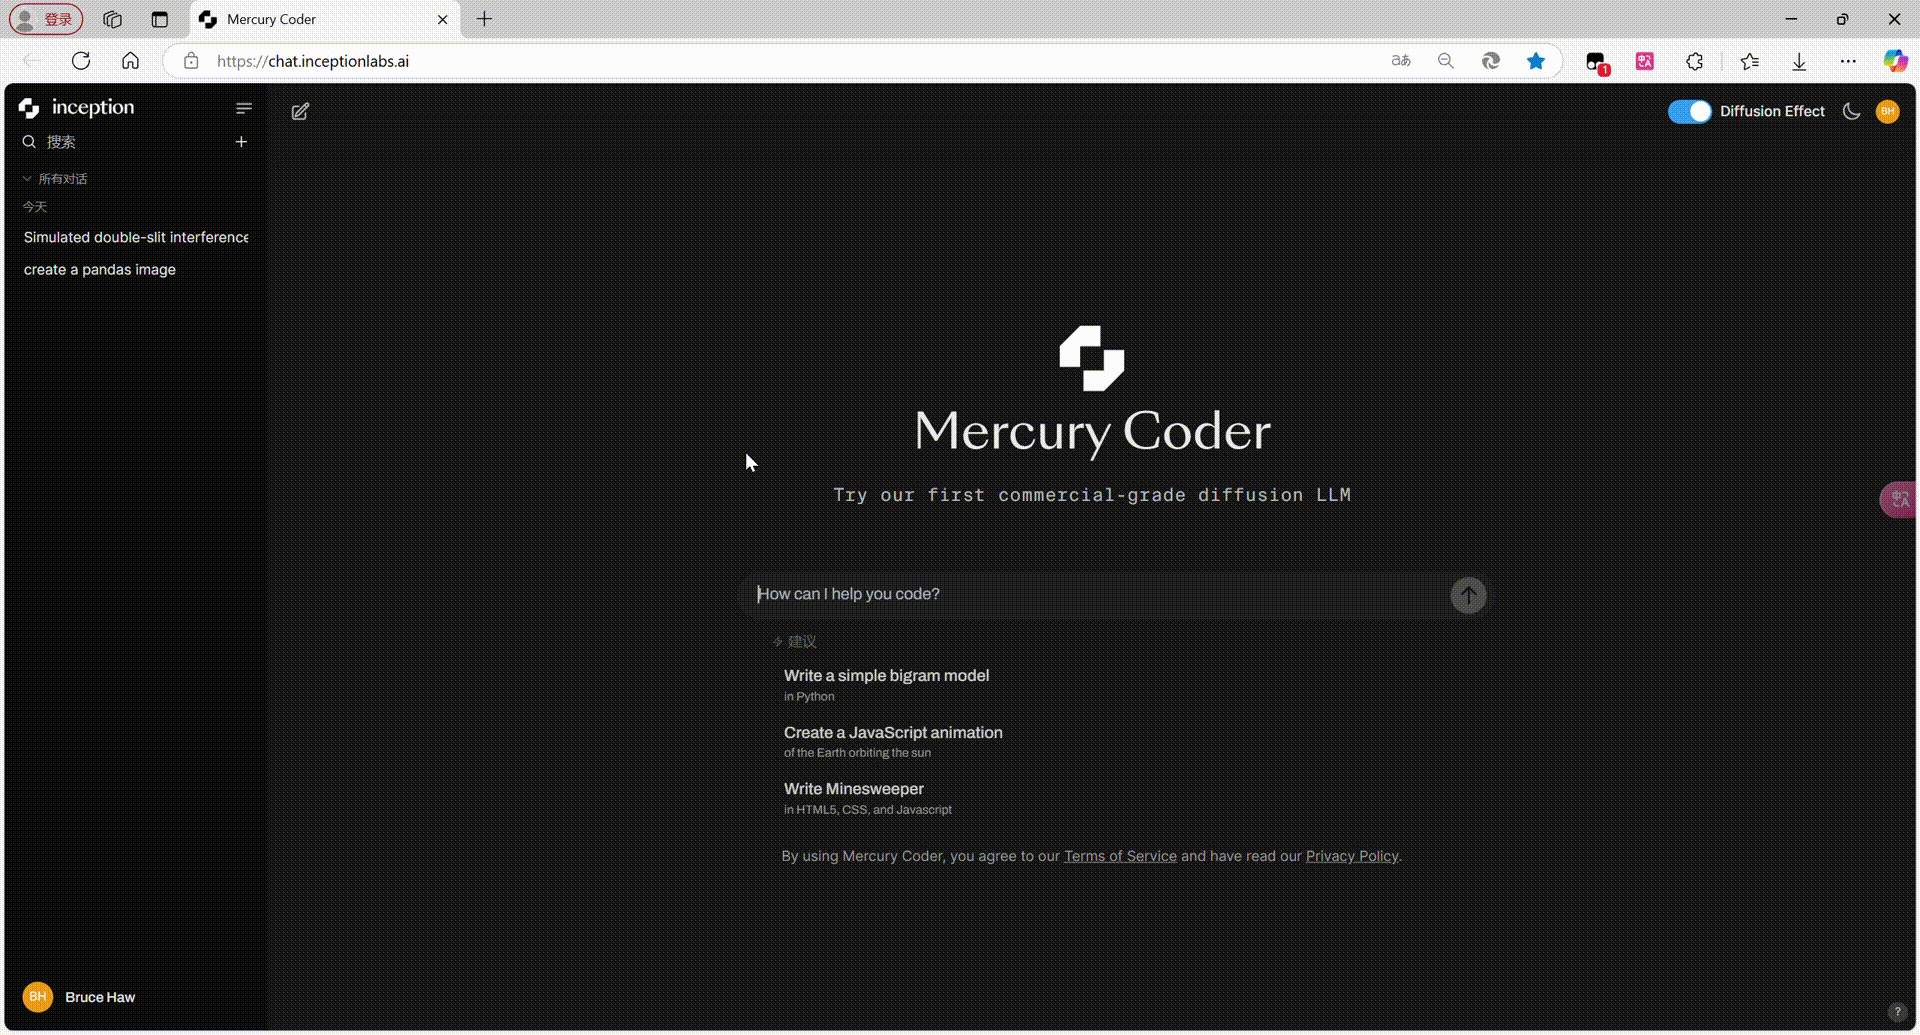 登录
Mercury Coder
https://chat.inceptionlabs.ai
aあ
1
inception
搜索
所有对话
今天
Simulated double-slit interference
create a pandas image
Diffusion Effect
BH
Mercury Coder
Try our first commercial-grade diffusion LLM
How can I help you code?
建议
Write a simple bigram model
in Python
Create a JavaScript animation
of the Earth orbiting the sun
Write Minesweeper
in HTML5, CSS, and Javascript
By using Mercury Coder, you agree to our Terms of Service and have read our Privacy Policy.
BH Bruce Haw
?